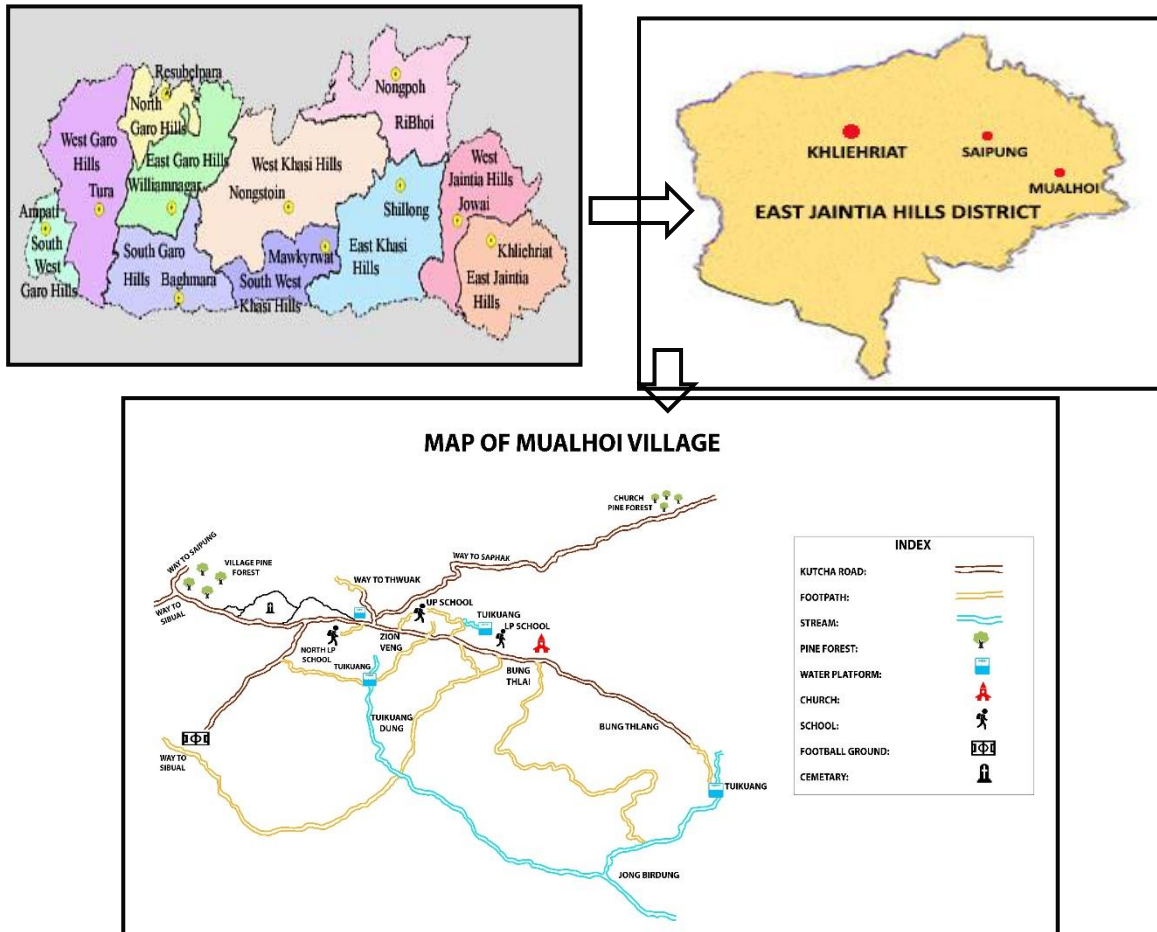 Resubelpara
North
Garo Hills
West Garo
Hills
Tura
East Garo Hills
Williamnagar
Ampati
South
West
Garo Hills
South Garo
Hills
Baghmara
West Khasi Hills
Nongstoin
Mawkyrwat
South West
Khasi Hills
Nongpoh
RiBhoi
Shillong
East Khasi
Hills
West
Jaintia Hills
Jowai
Khliehriat
East Jaintia
Hills
KHLIEHRIAT
SAIPUNG
MUALHOI
EAST JAINTIA HILLS DISTRICT
MAP OF MUALHOI VILLAGE
CHURCH
PINE FOREST
WAY TO SAIPUNG
VILLAGE PINE
FOREST
WAY TO
SIBUAL
WAY TO SAPHAK
WAY TO THWUAK
UP SCHOOL
TUIKUANG
LP SCHOOL
NORTH LP
SCHOOL
ZION
VENG
TUIKUANG
BUNG
THLAI
TUIKUANG
DUNG
BUNG THLANG
WAY TO
SIBUAL
TUIKUANG
JONG BIRDUNG
INDEX
KUTCHA ROAD:
FOOTPATH:
STREAM:
PINE FOREST:
WATER PLATFORM:
CHURCH:
SCHOOL:
FOOTBALL GROUND:
CEMETARY: